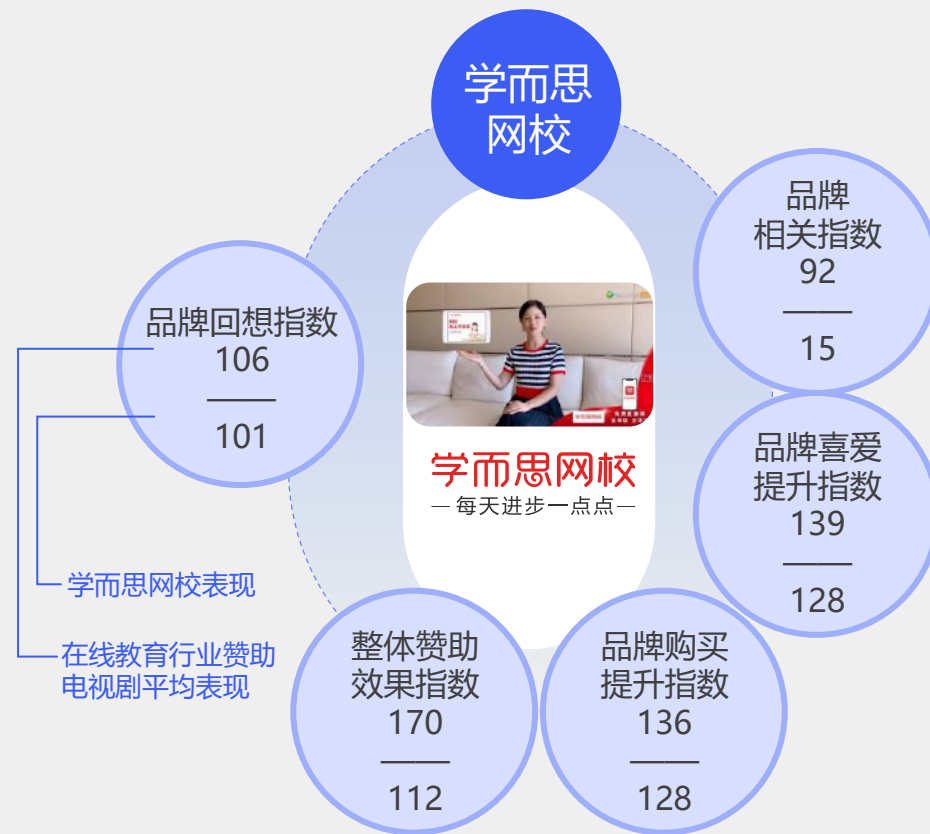 学而思
网校
品牌
相关指数
92
——
15
品牌回想指数
106
——
101
学而思网校
— 每天进步一点点 —
品牌喜爱
提升指数
139
——
128
学而思网校表现
在线教育行业赞助
电视剧平均表现
整体赞助
效果指数
170
——
112
品牌购买
提升指数
136
——
128